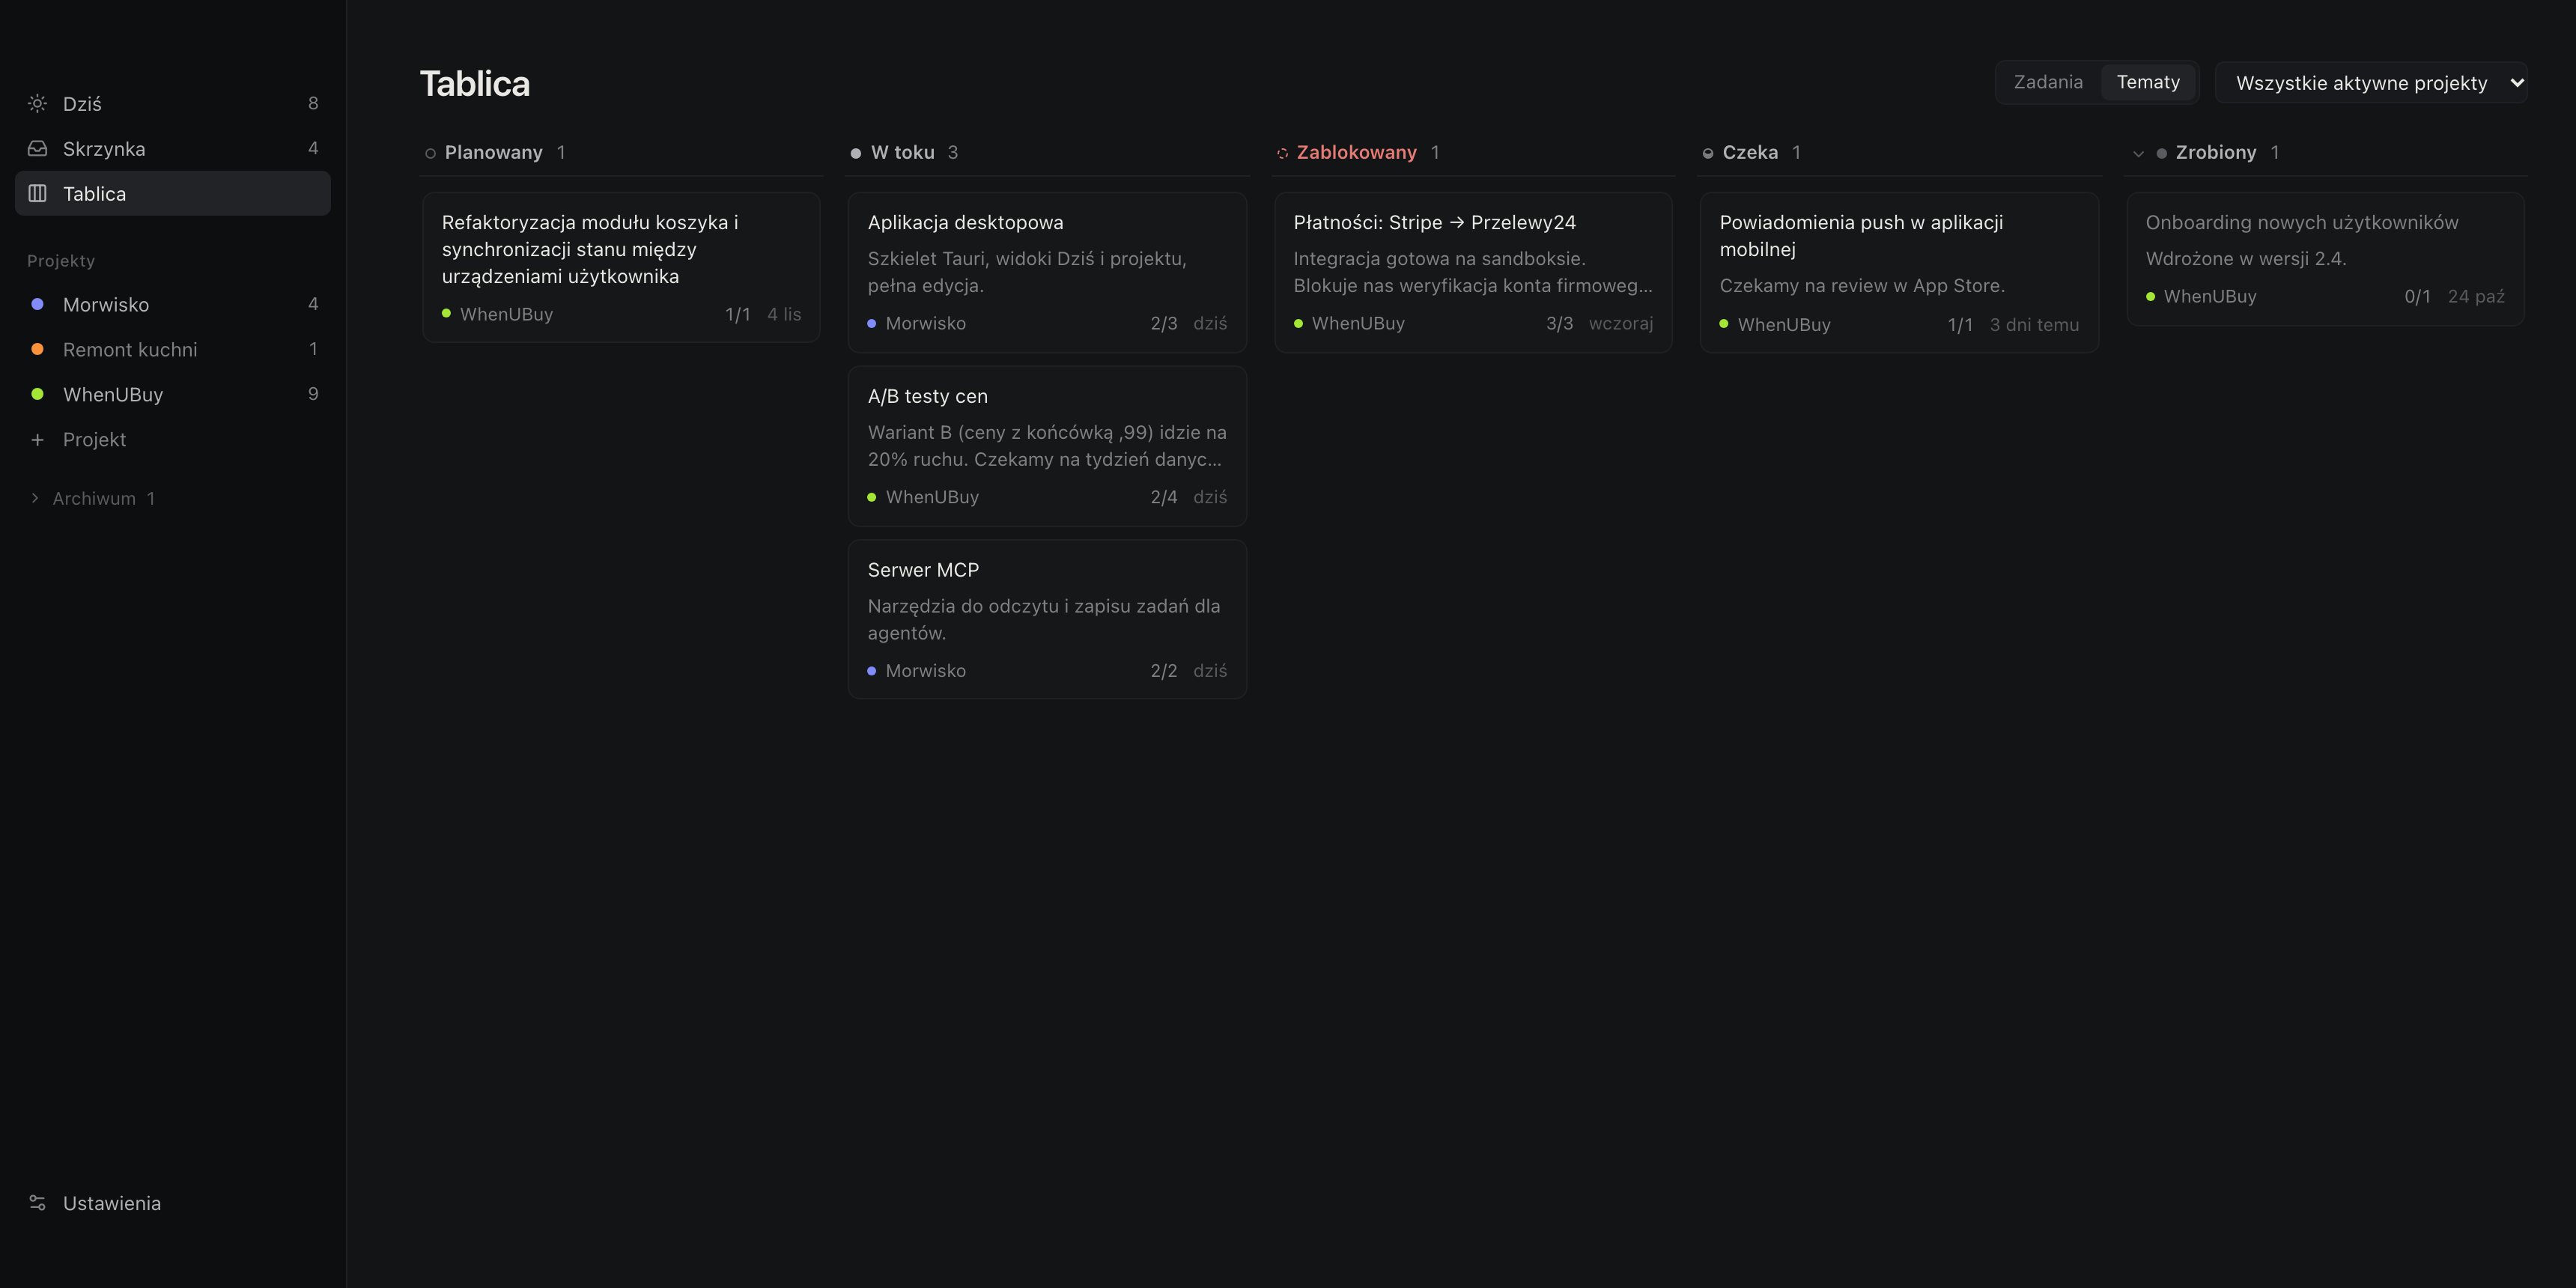 Dziś 8
Skrzynka 4
Tablica
Projekty
Morwisko 4
Remont kuchni 1
WhenUBuy 9
+ Projekt
Archiwum 1
Ustawienia
Tablica
Zadania Tematy Wszystkie aktywne projekty
Planowany 1
Refaktoryzacja modułu koszyka i
synchronizacji stanu między
urządzeniami użytkownika
WhenUBuy 1/1 4 lis
W toku 3
Aplikacja desktopowa
Szkielet Tauri, widoki Dziś i projektu,
pełna edycja.
Morwisko 2/3 dziś
A/B testy cen
Wariant B (ceny z końcówką ,99) idzie na
20% ruchu. Czekamy na tydzień danyc...
WhenUBuy 2/4 dziś
Serwer MCP
Narzędzia do odczytu i zapisu zadań dla
agentów.
Morwisko 2/2 dziś
Zablokowany 1
Płatności: Stripe → Przelewy24
Integracja gotowa na sandboksie.
Blokuje nas weryfikacja konta firmoweg...
WhenUBuy 3/3 wczoraj
Czeka 1
Powiadomienia push w aplikacji
mobilnej
Czekamy na review w App Store.
WhenUBuy 1/1 3 dni temu
Zrobiony 1
Onboarding nowych użytkowników
Wdrożone w wersji 2.4.
WhenUBuy 0/1 24 paź